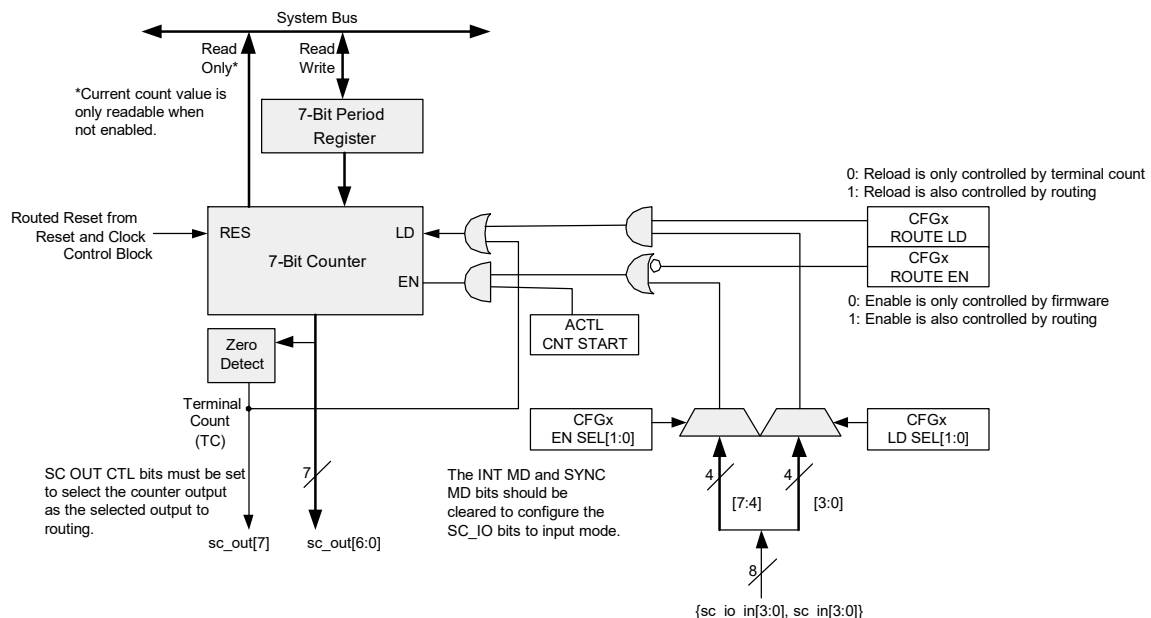 System Bus
Read
Only*
Read
Write
*Current count value is
only readable when
not enabled.
7-Bit Period
Register
0: Reload is only controlled by terminal count
1: Reload is also controlled by routing
Routed Reset from
Reset and Clock
Control Block
RES
LD
7-Bit Counter
EN
CFGx
ROUTE LD
CFGx
ROUTE EN
0: Enable is only controlled by firmware
1: Enable is also controlled by routing
ACTL
CNT START
Zero
Detect
Terminal
Count
(TC)
CFGx
EN SEL[1:0]
CFGx
LD SEL[1:0]
SC OUT CTL bits must be set
to select the counter output
as the selected output to
routing.
7
The INT MD and SYNC
MD bits should be
cleared to configure the
SC_IO bits to input mode.
4
[7:4]
4
[3:0]
sc_out[7]
sc_out[6:0]
8
{sc_io_in[3:0], sc_in[3:0]}